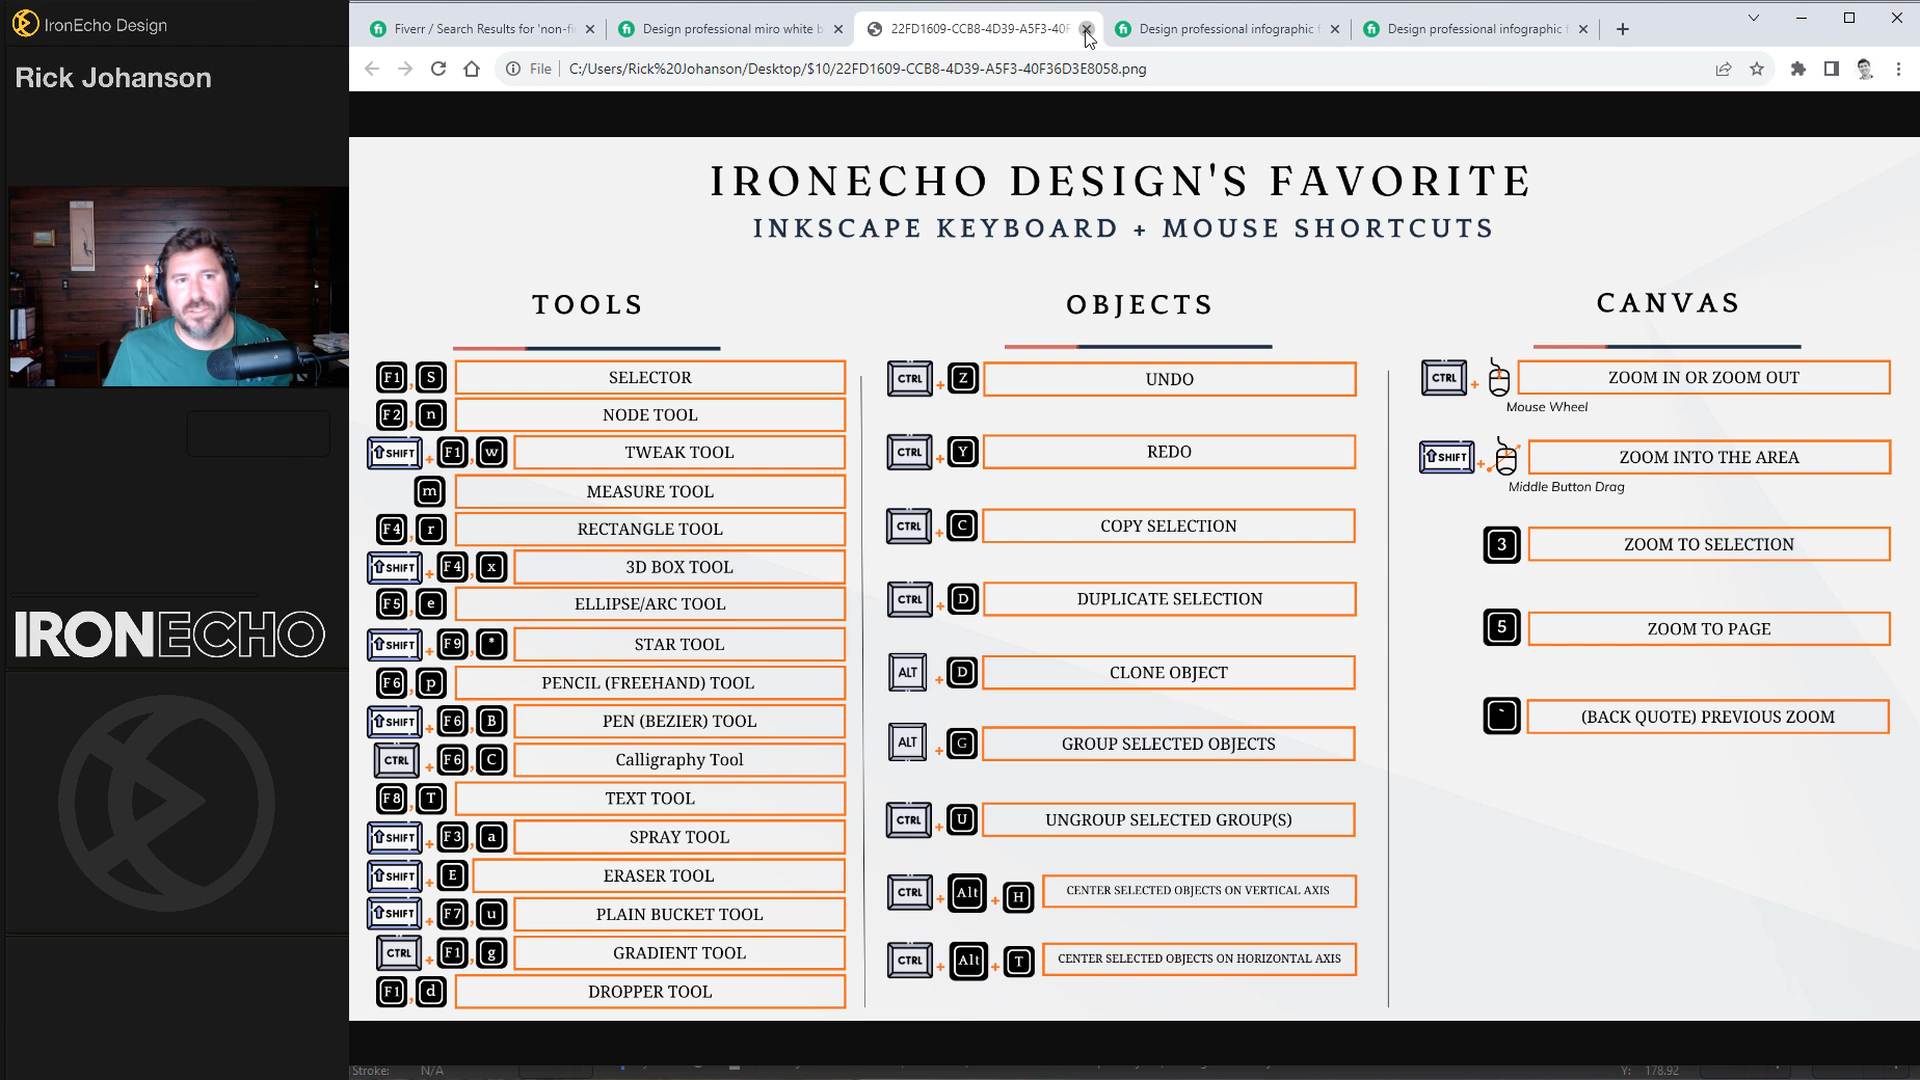 IronEcho Design
Rick Johanson
IRONECHO
Fiverr / Search Results for 'non-fi
Design professional miro white b
22FD1609-CCB8-4D39-A5F3-40F
Design professional infographic f
Design professional infographic f
File
C:/Users/Rick%20Johanson/Desktop/$10/22FD1609-CCB8-4D39-A5F3-40F36D3E8058.png
IRONECHO DESIGN'S FAVORITE
INKSCAPE KEYBOARD + MOUSE SHORTCUTS
TOOLS
F1 , S SELECTOR
F2 , n NODE TOOL
SHIFT + F1 , w TWEAK TOOL
m MEASURE TOOL
F4 , r RECTANGLE TOOL
SHIFT + F4 , x 3D BOX TOOL
F5 , e ELLIPSE/ARC TOOL
SHIFT + F9 , * STAR TOOL
F6 , p PENCIL (FREEHAND) TOOL
SHIFT + F6 , B PEN (BEZIER) TOOL
CTRL + F6 , C Calligraphy Tool
F8 , T TEXT TOOL
SHIFT + F3 , a SPRAY TOOL
SHIFT + E ERASER TOOL
SHIFT + F7 , u PLAIN BUCKET TOOL
CTRL + F1 , g GRADIENT TOOL
F1 , d DROPPER TOOL
OBJECTS
CTRL + Z UNDO
CTRL + Y REDO
CTRL + C COPY SELECTION
CTRL + D DUPLICATE SELECTION
ALT + D CLONE OBJECT
ALT + G GROUP SELECTED OBJECTS
CTRL + U UNGROUP SELECTED GROUP(S)
CTRL + Alt + H CENTER SELECTED OBJECTS ON VERTICAL AXIS
CTRL + Alt + T CENTER SELECTED OBJECTS ON HORIZONTAL AXIS
CANVAS
CTRL + ZOOM IN OR ZOOM OUT
Mouse Wheel
SHIFT + ZOOM INTO THE AREA
Middle Button Drag
3 ZOOM TO SELECTION
5 ZOOM TO PAGE
` (BACK QUOTE) PREVIOUS ZOOM
Stroke: N/A
Y: 178.92